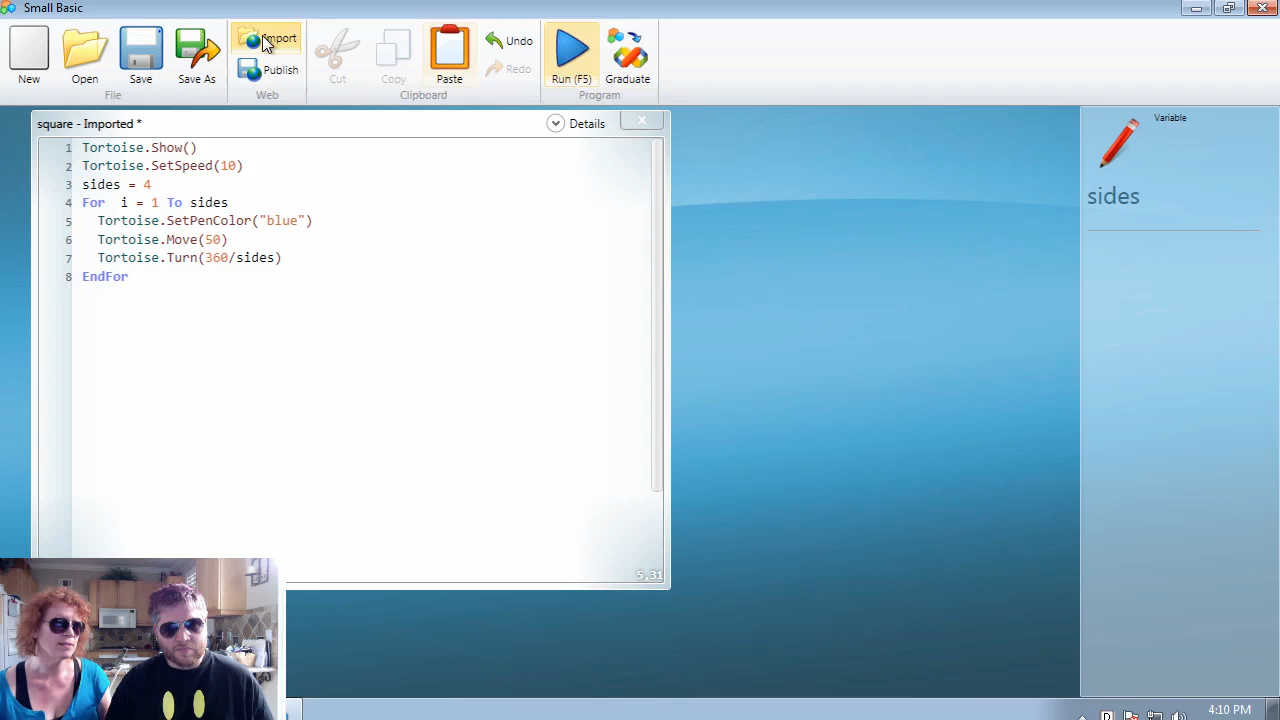 Small Basic
New
Open
Save
Save As
Import
Publish
Cut
Copy
Paste
Undo
Redo
Run (F5)
Graduate
File
Web
Clipboard
Program
square - Imported *
Details
X
1 Tortoise.Show()
2 Tortoise.SetSpeed(10)
3 sides = 4
4 For i = 1 To sides
5 Tortoise.SetPenColor("blue")
6 Tortoise.Move(50)
7 Tortoise.Turn(360/sides)
8 EndFor
5,31
Variable
sides
4:10 PM